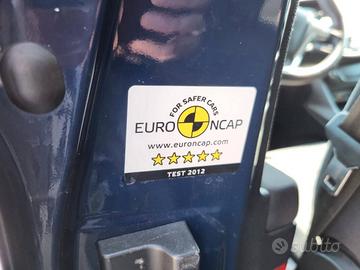 FOR SAFER CARS
EURO NCAP
www.euroncap.com
TEST 2012
subito